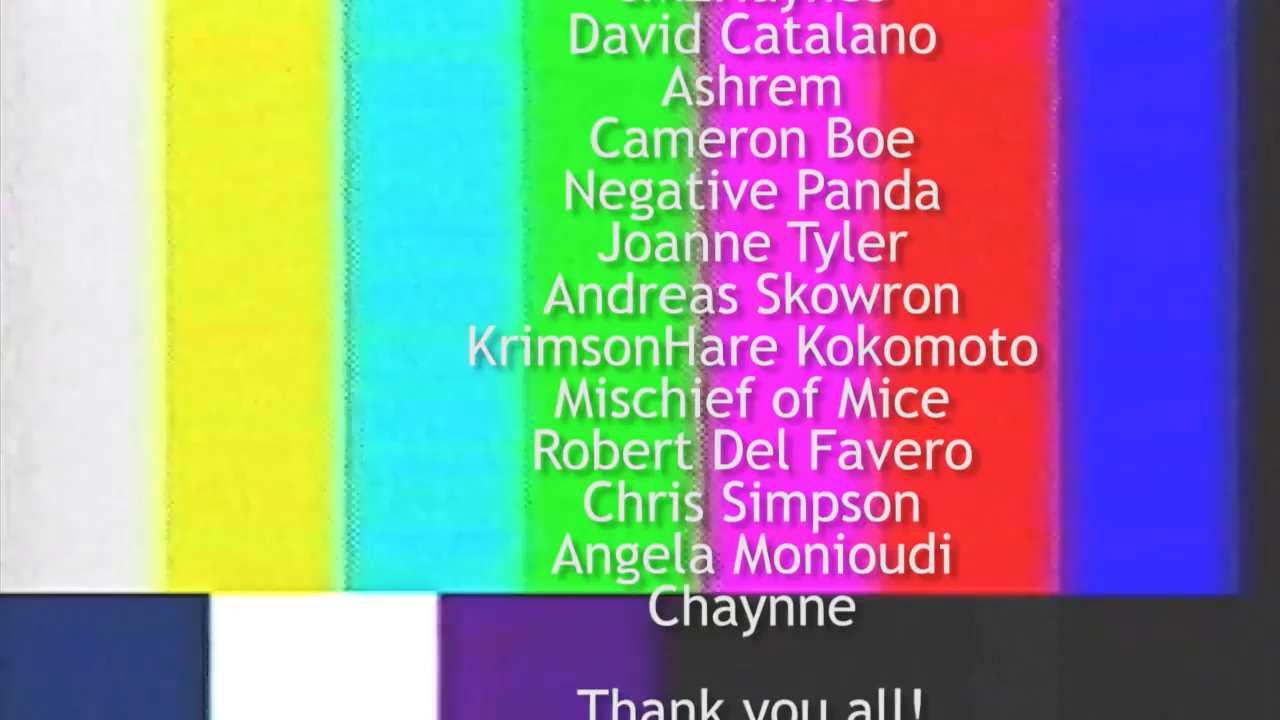 David Catalano
Ashrem
Cameron Boe
Negative Panda
Joanne Tyler
Andreas Skowron
KrimsonHare Kokomoto
Mischief of Mice
Robert Del Favero
Chris Simpson
Angela Monioudi
Chaynne
Thank you all!